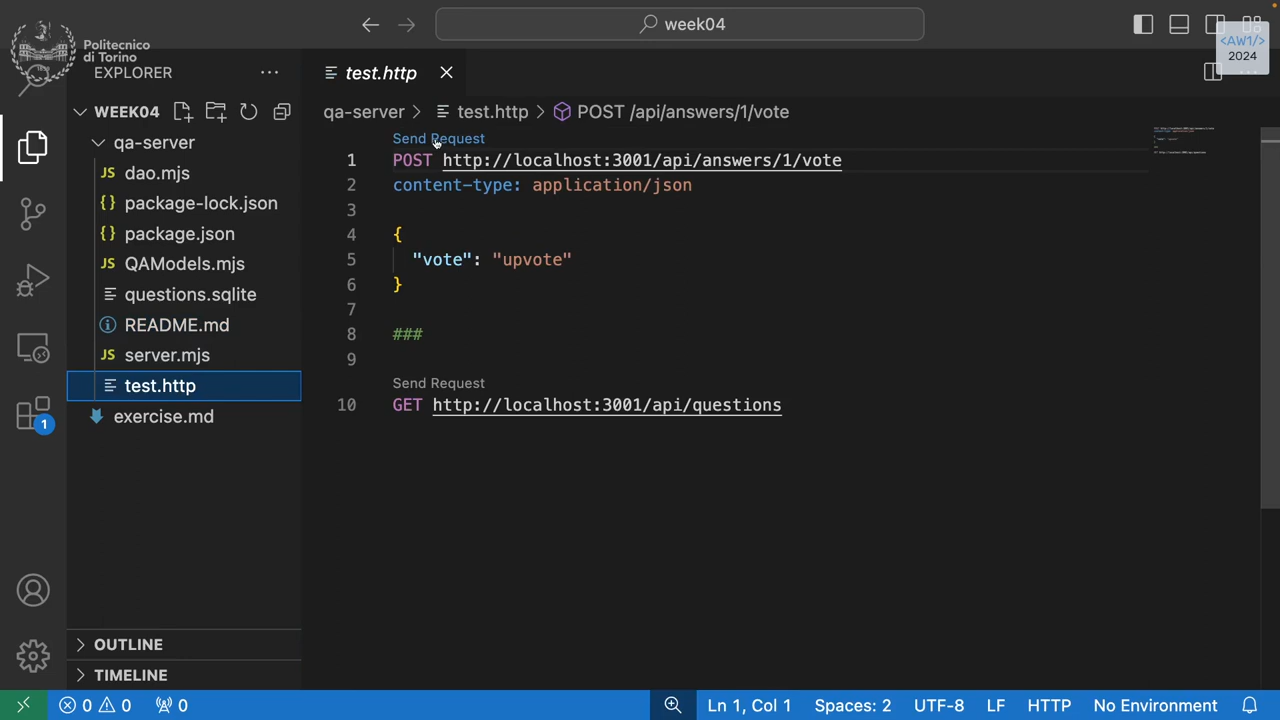 week04
<AW1/>
2024
Politecnico
di Torino
EXPLORER
WEEK04
qa-server
dao.mjs
package-lock.json
package.json
QAModels.mjs
questions.sqlite
README.md
server.mjs
test.http
exercise.md
OUTLINE
TIMELINE
test.http
qa-server > test.http > POST /api/answers/1/vote
Send Request
1 POST http://localhost:3001/api/answers/1/vote
2 content-type: application/json
3
4 {
5 "vote": "upvote"
6 }
7
8 ###
9
Send Request
10 GET http://localhost:3001/api/questions
1
0 0 0 Ln 1, Col 1 Spaces: 2 UTF-8 LF HTTP No Environment